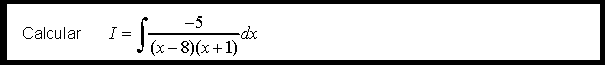 Calcular I = ∫ −5 / (x − 8)(x + 1) dx